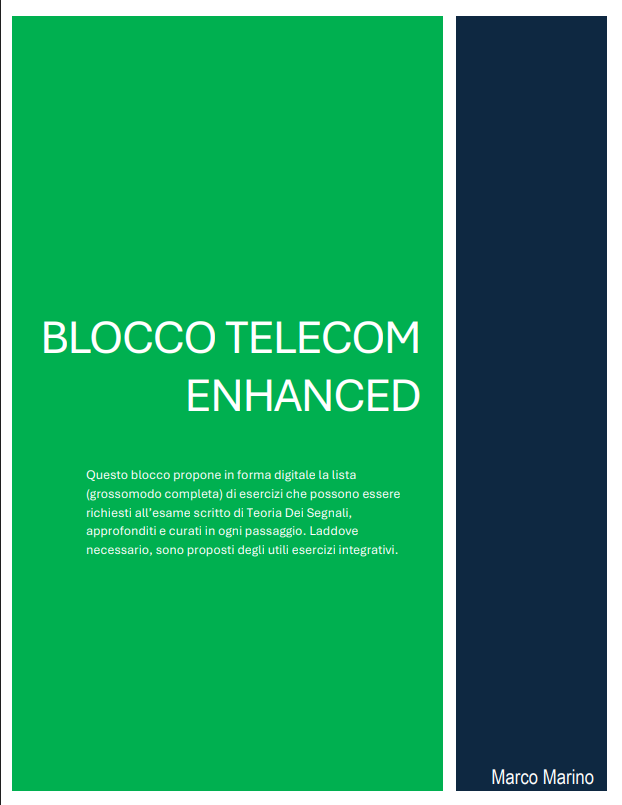 BLOCCO TELECOM
ENHANCED
Questo blocco propone in forma digitale la lista
(grossomodo completa) di esercizi che possono essere
richiesti all'esame scritto di Teoria Dei Segnali,
approfonditi e curati in ogni passaggio. Laddove
necessario, sono proposti degli utili esercizi integrativi.
Marco Marino